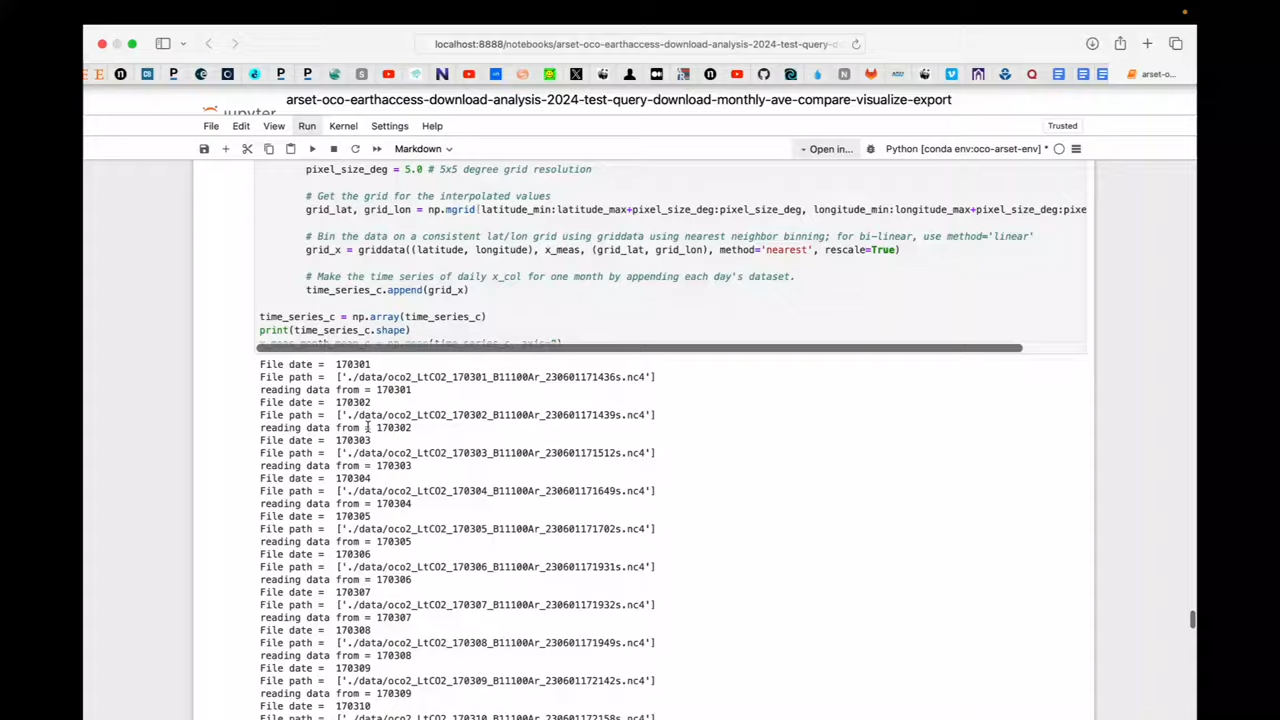 localhost:8888/notebooks/arset-oco-earthaccess-download-analysis-2024-test-query-d
arset-o...
arset-oco-earthaccess-download-analysis-2024-test-query-download-monthly-ave-compare-visualize-export
jupyter
File Edit View Run Kernel Settings Help Trusted
Markdown Open in... Python [conda env:oco-arset-env] *
pixel_size_deg = 5.0 # 5x5 degree grid resolution
# Get the grid for the interpolated values
grid_lat, grid_lon = np.mgrid[latitude_min:latitude_max+pixel_size_deg:pixel_size_deg, longitude_min:longitude_max+pixel_size_deg:pixe
# Bin the data on a consistent lat/lon grid using griddata using nearest neighbor binning; for bi-linear, use method='linear'
grid_x = griddata((latitude, longitude), x_meas, (grid_lat, grid_lon), method='nearest', rescale=True)
# Make the time series of daily x_col for one month by appending each day's dataset.
time_series_c.append(grid_x)
time_series_c = np.array(time_series_c)
print(time_series_c.shape)
File date = 170301
File path = ['./data/oco2_LtCO2_170301_B11100Ar_230601171436s.nc4']
reading data from = 170301
File date = 170302
File path = ['./data/oco2_LtCO2_170302_B11100Ar_230601171439s.nc4']
reading data from = 170302
File date = 170303
File path = ['./data/oco2_LtCO2_170303_B11100Ar_230601171512s.nc4']
reading data from = 170303
File date = 170304
File path = ['./data/oco2_LtCO2_170304_B11100Ar_230601171649s.nc4']
reading data from = 170304
File date = 170305
File path = ['./data/oco2_LtCO2_170305_B11100Ar_230601171702s.nc4']
reading data from = 170305
File date = 170306
File path = ['./data/oco2_LtCO2_170306_B11100Ar_230601171931s.nc4']
reading data from = 170306
File date = 170307
File path = ['./data/oco2_LtCO2_170307_B11100Ar_230601171932s.nc4']
reading data from = 170307
File date = 170308
File path = ['./data/oco2_LtCO2_170308_B11100Ar_230601171949s.nc4']
reading data from = 170308
File date = 170309
File path = ['./data/oco2_LtCO2_170309_B11100Ar_230601172142s.nc4']
reading data from = 170309
File date = 170310
File path = ['./data/oco2_LtCO2_170310_B11100Ar_230601172158s.nc4']